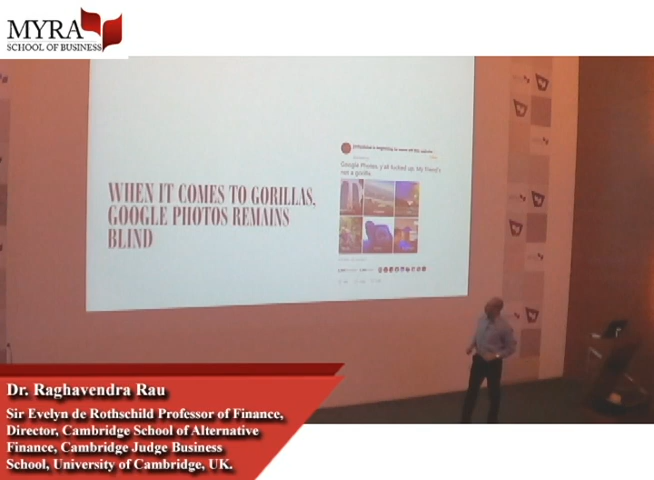 MYRA
SCHOOL OF BUSINESS
WHEN IT COMES TO GORILLAS,
GOOGLE PHOTOS REMAINS
BLIND
Google Photos, y'all fucked up. My friend's
not a gorilla.
Dr. Raghavendra Rau
Sir Evelyn de Rothschild Professor of Finance,
Director, Cambridge School of Alternative
Finance, Cambridge Judge Business
School, University of Cambridge, UK.